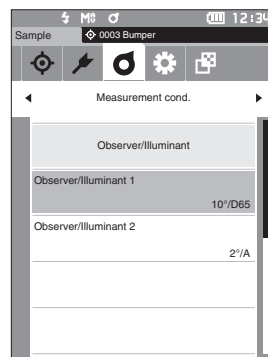 M⇧ 12:34
Sample 0003 Bumper
Measurement cond.
Observer/Illuminant
Observer/Illuminant 1
10°/D65
Observer/Illuminant 2
2°/A